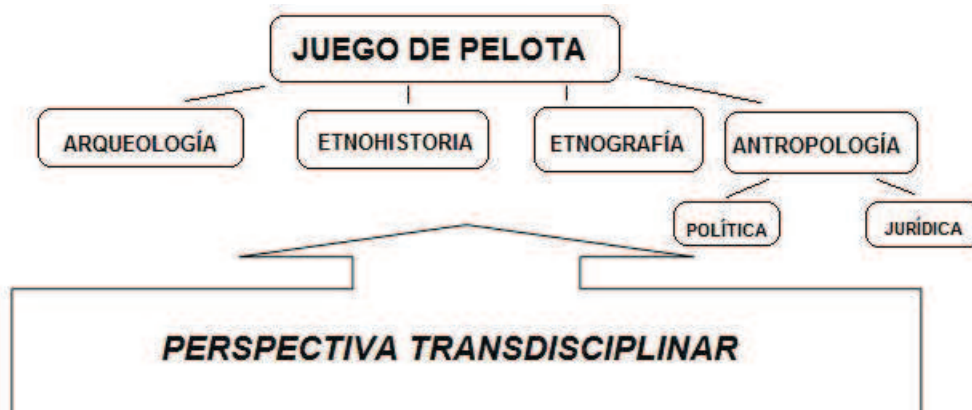 JUEGO DE PELOTA
ARQUEOLOGÍA
ETNOHISTORIA
ETNOGRAFÍA
ANTROPOLOGÍA
POLÍTICA
JURÍDICA
PERSPECTIVA TRANSDISCIPLINAR